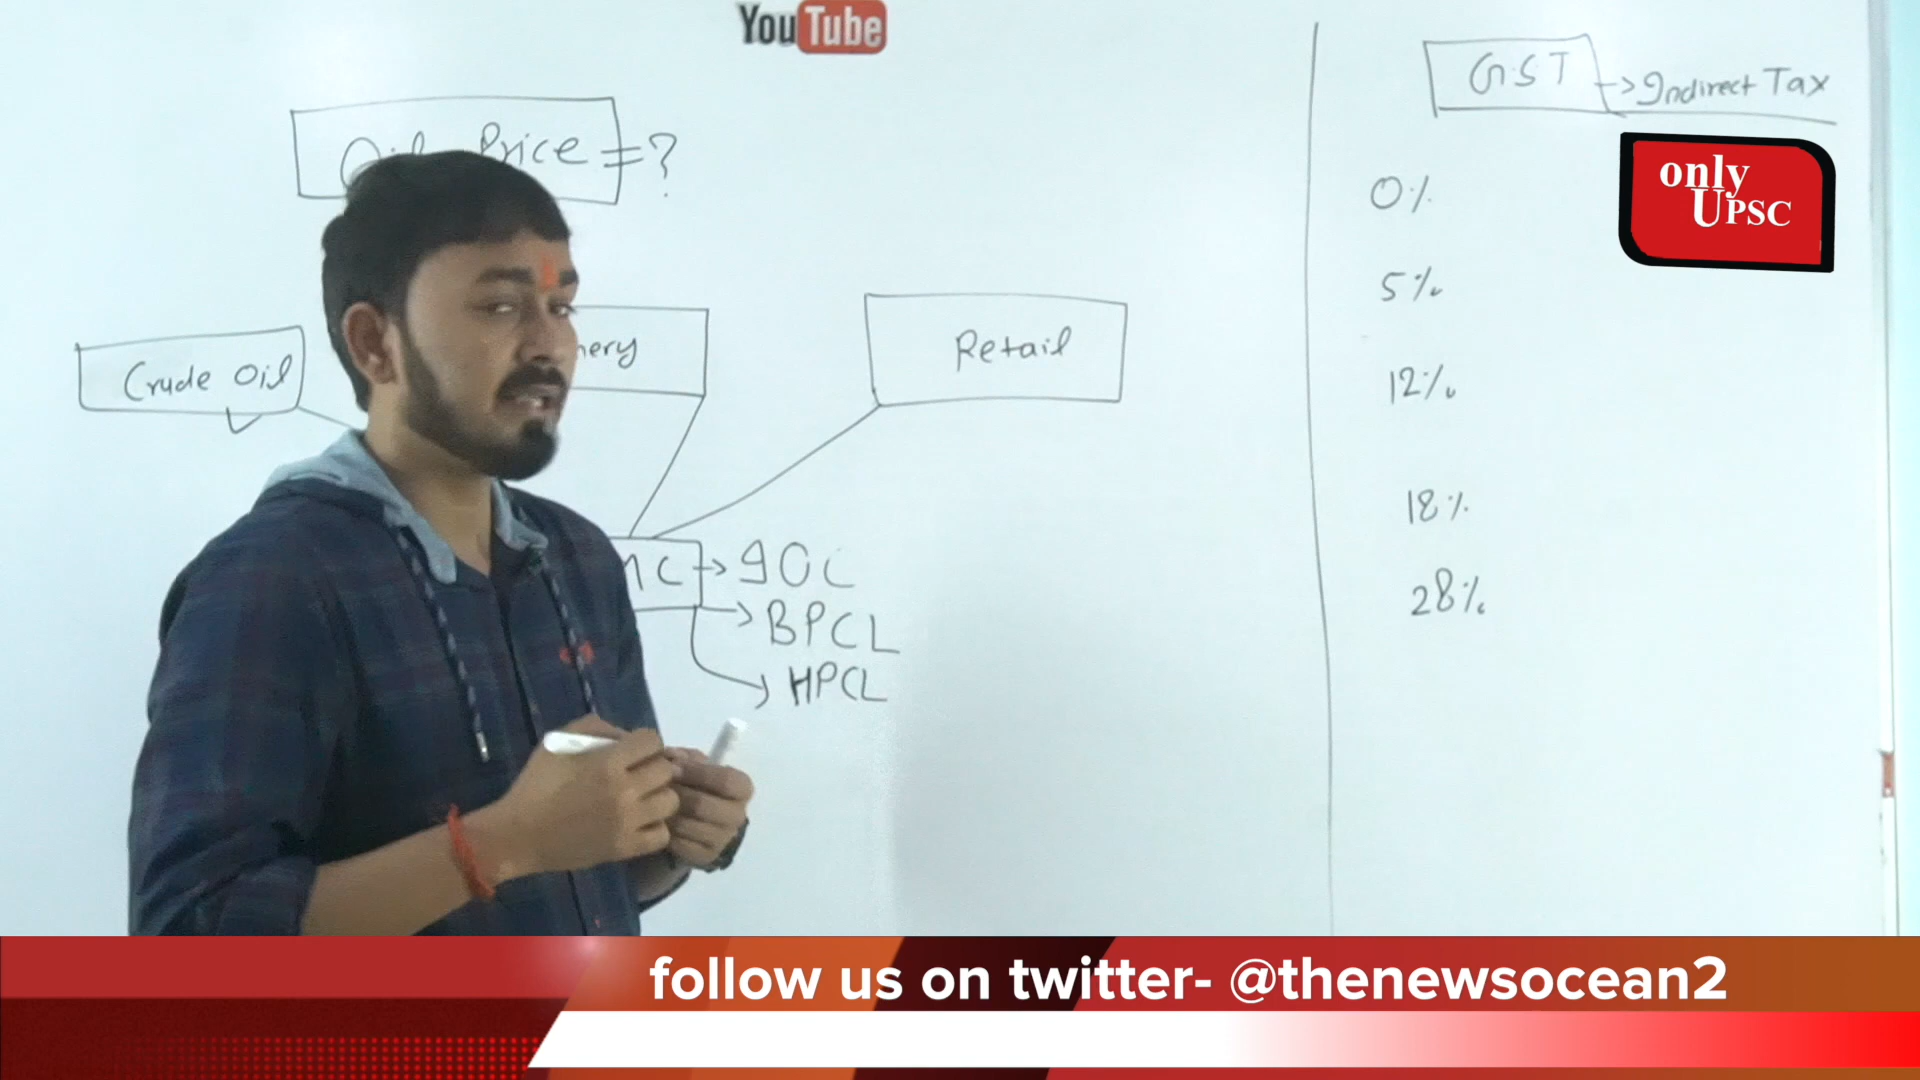 YouTube
Oil Price = ?
GST → Indirect Tax
only
UPSC
0%
5%
12%
18%
28%
Crude Oil
Retail
→ IOC
→ BPCL
→ HPCL
follow us on twitter- @thenewsocean2